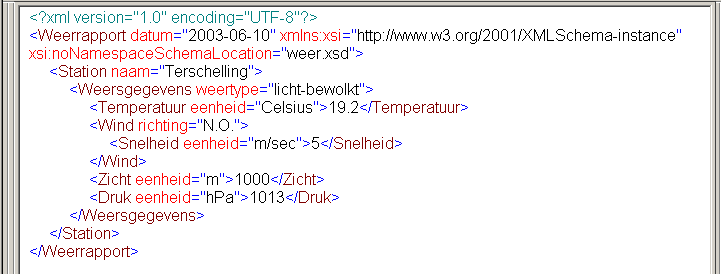 <?xml version="1.0" encoding="UTF-8"?>
<Weerrapport datum="2003-06-10" xmlns:xsi="http://www.w3.org/2001/XMLSchema-instance"
xsi:noNamespaceSchemaLocation="weer.xsd">
<Station naam="Terschelling">
<Weersgegevens weertype="licht-bewolkt">
<Temperatuur eenheid="Celsius">19.2</Temperatuur>
<Wind richting="N.O.">
<Snelheid eenheid="m/sec">5</Snelheid>
</Wind>
<Zicht eenheid="m">1000</Zicht>
<Druk eenheid="hPa">1013</Druk>
</Weersgegevens>
</Station>
</Weerrapport>